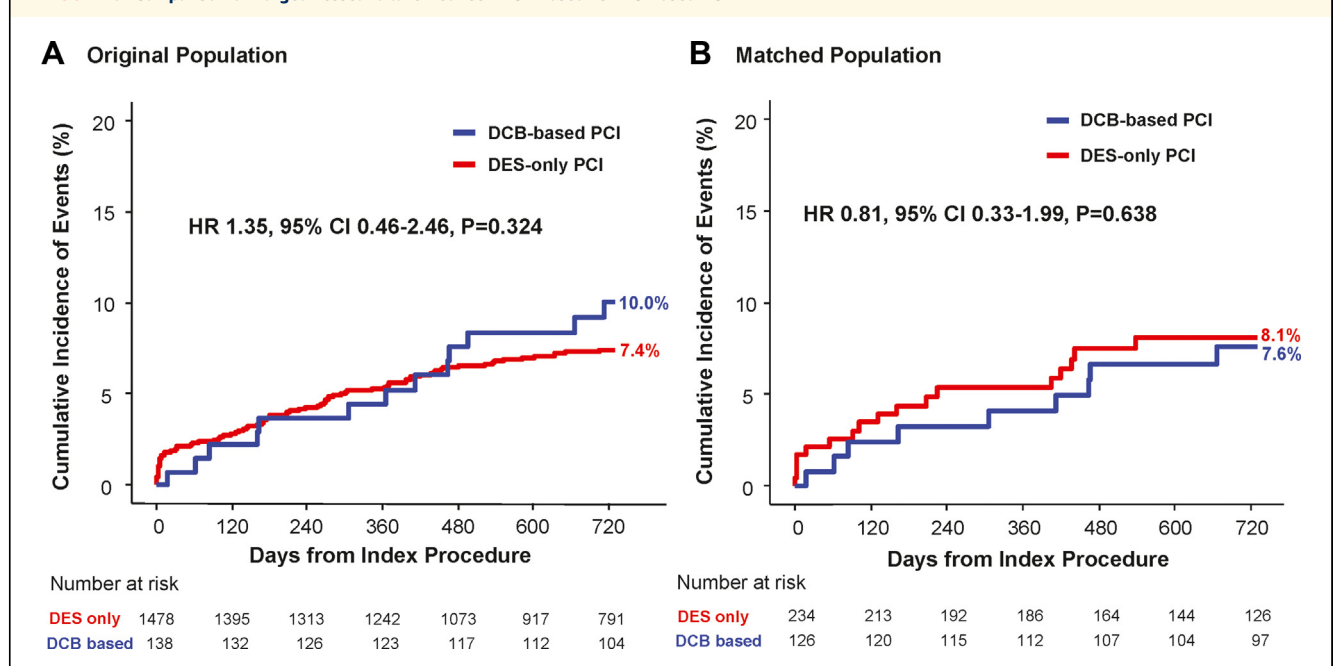 A Original Population
20
15
10
5
0
Cumulative Incidence of Events (%)
DCB-based PCI
DES-only PCI
HR 1.35, 95% CI 0.46-2.46, P=0.324
10.0%
7.4%
0 120 240 360 480 600 720
Days from Index Procedure
Number at risk
DES only 1478 1395 1313 1242 1073 917 791
DCB based 138 132 126 123 117 112 104
B Matched Population
20
15
10
5
0
Cumulative Incidence of Events (%)
DCB-based PCI
DES-only PCI
HR 0.81, 95% CI 0.33-1.99, P=0.638
8.1%
7.6%
0 120 240 360 480 600 720
Days from Index Procedure
Number at risk
DES only 234 213 192 186 164 144 126
DCB based 126 120 115 112 107 104 97